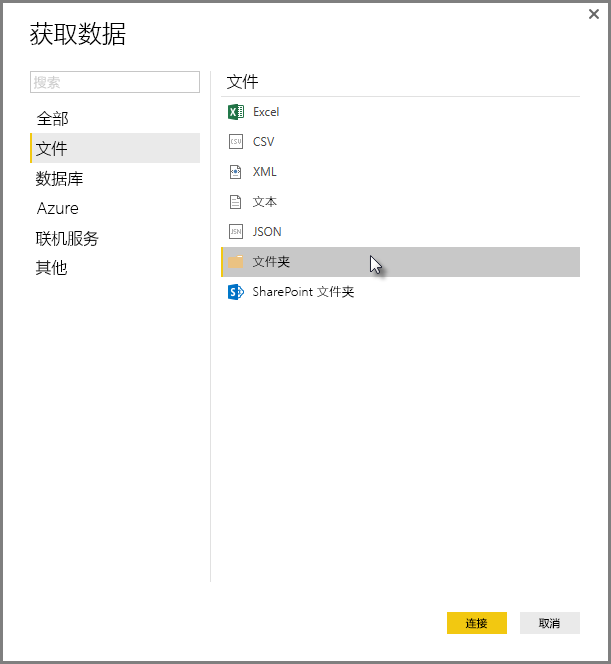 获取数据
搜索
全部
文件
数据库
Azure
联机服务
其他
文件
Excel
CSV
XML
文本
JSON
文件夹
SharePoint 文件夹
连接
取消